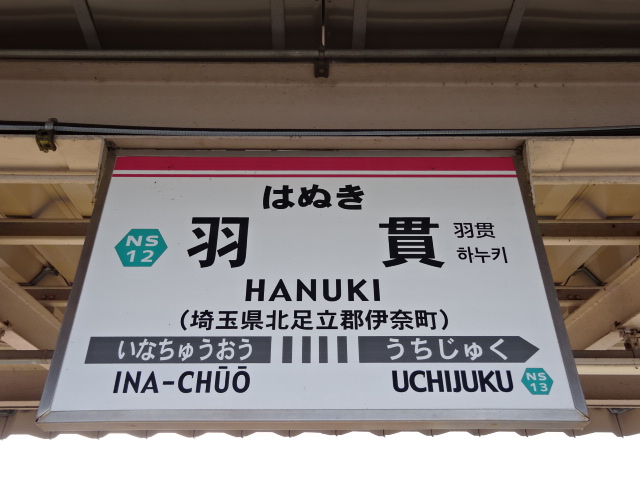 はぬき
NS
12
羽貫
羽贯
하누키
HANUKI
(埼玉県北足立郡伊奈町)
いなちゅうおう うちじゅく
INA-CHŪŌ UCHIJUKU
NS
13